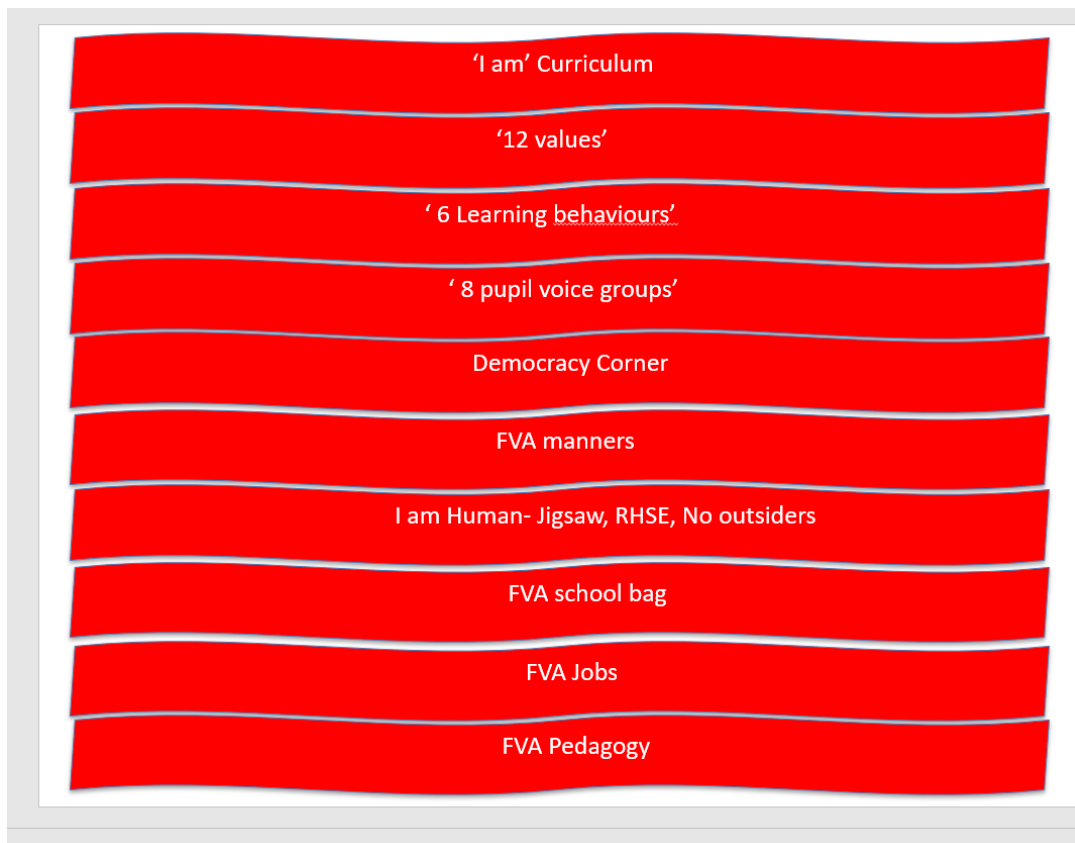 ‘I am’ Curriculum
‘12 values’
‘ 6 Learning behaviours’
‘ 8 pupil voice groups’
Democracy Corner
FVA manners
I am Human- Jigsaw, RHSE, No outsiders
FVA school bag
FVA Jobs
FVA Pedagogy